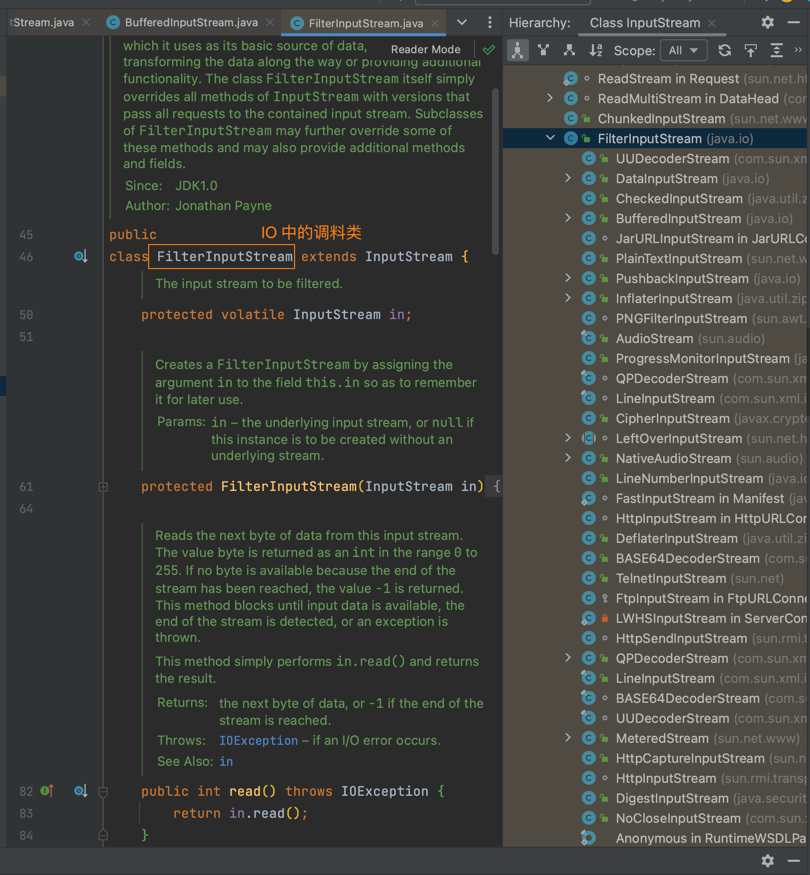 tStream.java
BufferedInputStream.java
FilterInputStream.java
Hierarchy:
Class InputStream
Reader Mode
which it uses as its basic source of data,
transforming the data along the way or providing additional
functionality. The class FilterInputStream itself simply
overrides all methods of InputStream with versions that
pass all requests to the contained input stream. Subclasses
of FilterInputStream may further override some of
these methods and may also provide additional methods
and fields.
Since: JDK1.0
Author: Jonathan Payne
45 public
IO 中的调料类
46 class FilterInputStream extends InputStream {
The input stream to be filtered.
50 protected volatile InputStream in;
51
Creates a FilterInputStream by assigning the
argument in to the field this.in so as to remember
it for later use.
Params: in – the underlying input stream, or null if
this instance is to be created without an
underlying stream.
61 protected FilterInputStream(InputStream in) {
64
Reads the next byte of data from this input stream.
The value byte is returned as an int in the range 0 to
255. If no byte is available because the end of the
stream has been reached, the value -1 is returned.
This method blocks until input data is available, the
end of the stream is detected, or an exception is
thrown.
This method simply performs in.read() and returns
the result.
Returns: the next byte of data, or -1 if the end of the
stream is reached.
Throws: IOException – if an I/O error occurs.
See Also: in
82 public int read() throws IOException {
83 return in.read();
84 }
Scope: All
ReadStream in Request (sun.net.ht
ReadMultiStream in DataHead (com.sun
ChunkedInputStream (sun.net.www
FilterInputStream (java.io)
UUDecoderStream (com.sun.xm
DataInputStream (java.io)
CheckedInputStream (java.util.z
BufferedInputStream (java.io)
JarURLInputStream in JarURLCo
PlainTextInputStream (sun.net.w
PushbackInputStream (java.io)
InflaterInputStream (java.util.zip
PNGFilterInputStream (sun.awt.
AudioStream (sun.audio)
ProgressMonitorInputStream (ja
QPDecoderStream (com.sun.xm
LineInputStream (com.sun.xml.i
CipherInputStream (javax.crypto
LeftOverInputStream (sun.net.h
NativeAudioStream (sun.audio)
LineNumberInputStream (java.io
FastInputStream in Manifest (jav
HttpInputStream in HttpURLCon
DeflaterInputStream (java.util.zi
BASE64DecoderStream (com.su
TelnetInputStream (sun.net)
FtpInputStream in FtpURLConne
LWHSInputStream in ServerCon
HttpSendInputStream (sun.rmi.t
QPDecoderStream (com.sun.xm
LineInputStream (com.sun.xml.i
BASE64DecoderStream (com.su
UUDecoderStream (com.sun.xm
MeteredStream (sun.net.www)
HttpCaptureInputStream (sun.n
HttpInputStream (sun.rmi.transp
DigestInputStream (java.securit
NoCloseInputStream (com.sun.
Anonymous in RuntimeWSDLPa